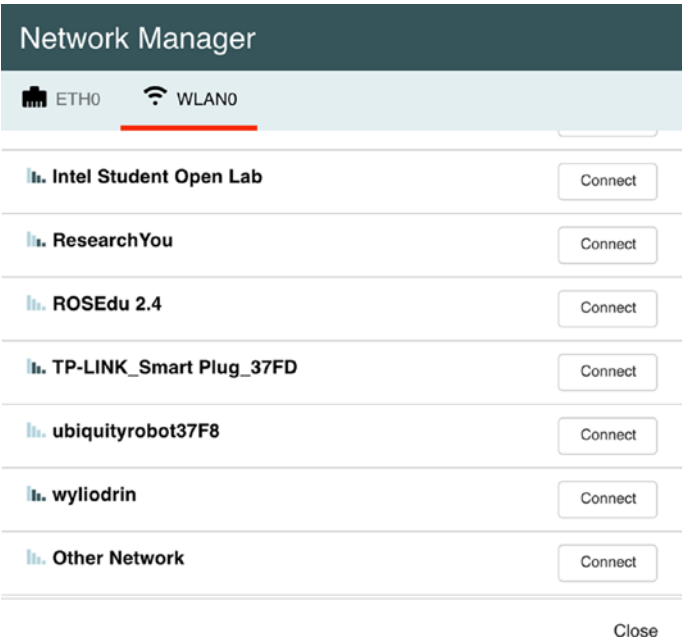 Network Manager
ETH0 WLAN0
Intel Student Open Lab Connect
ResearchYou Connect
ROSEdu 2.4 Connect
TP-LINK_Smart Plug_37FD Connect
ubiquityrobot37F8 Connect
wyliodrin Connect
Other Network Connect
Close